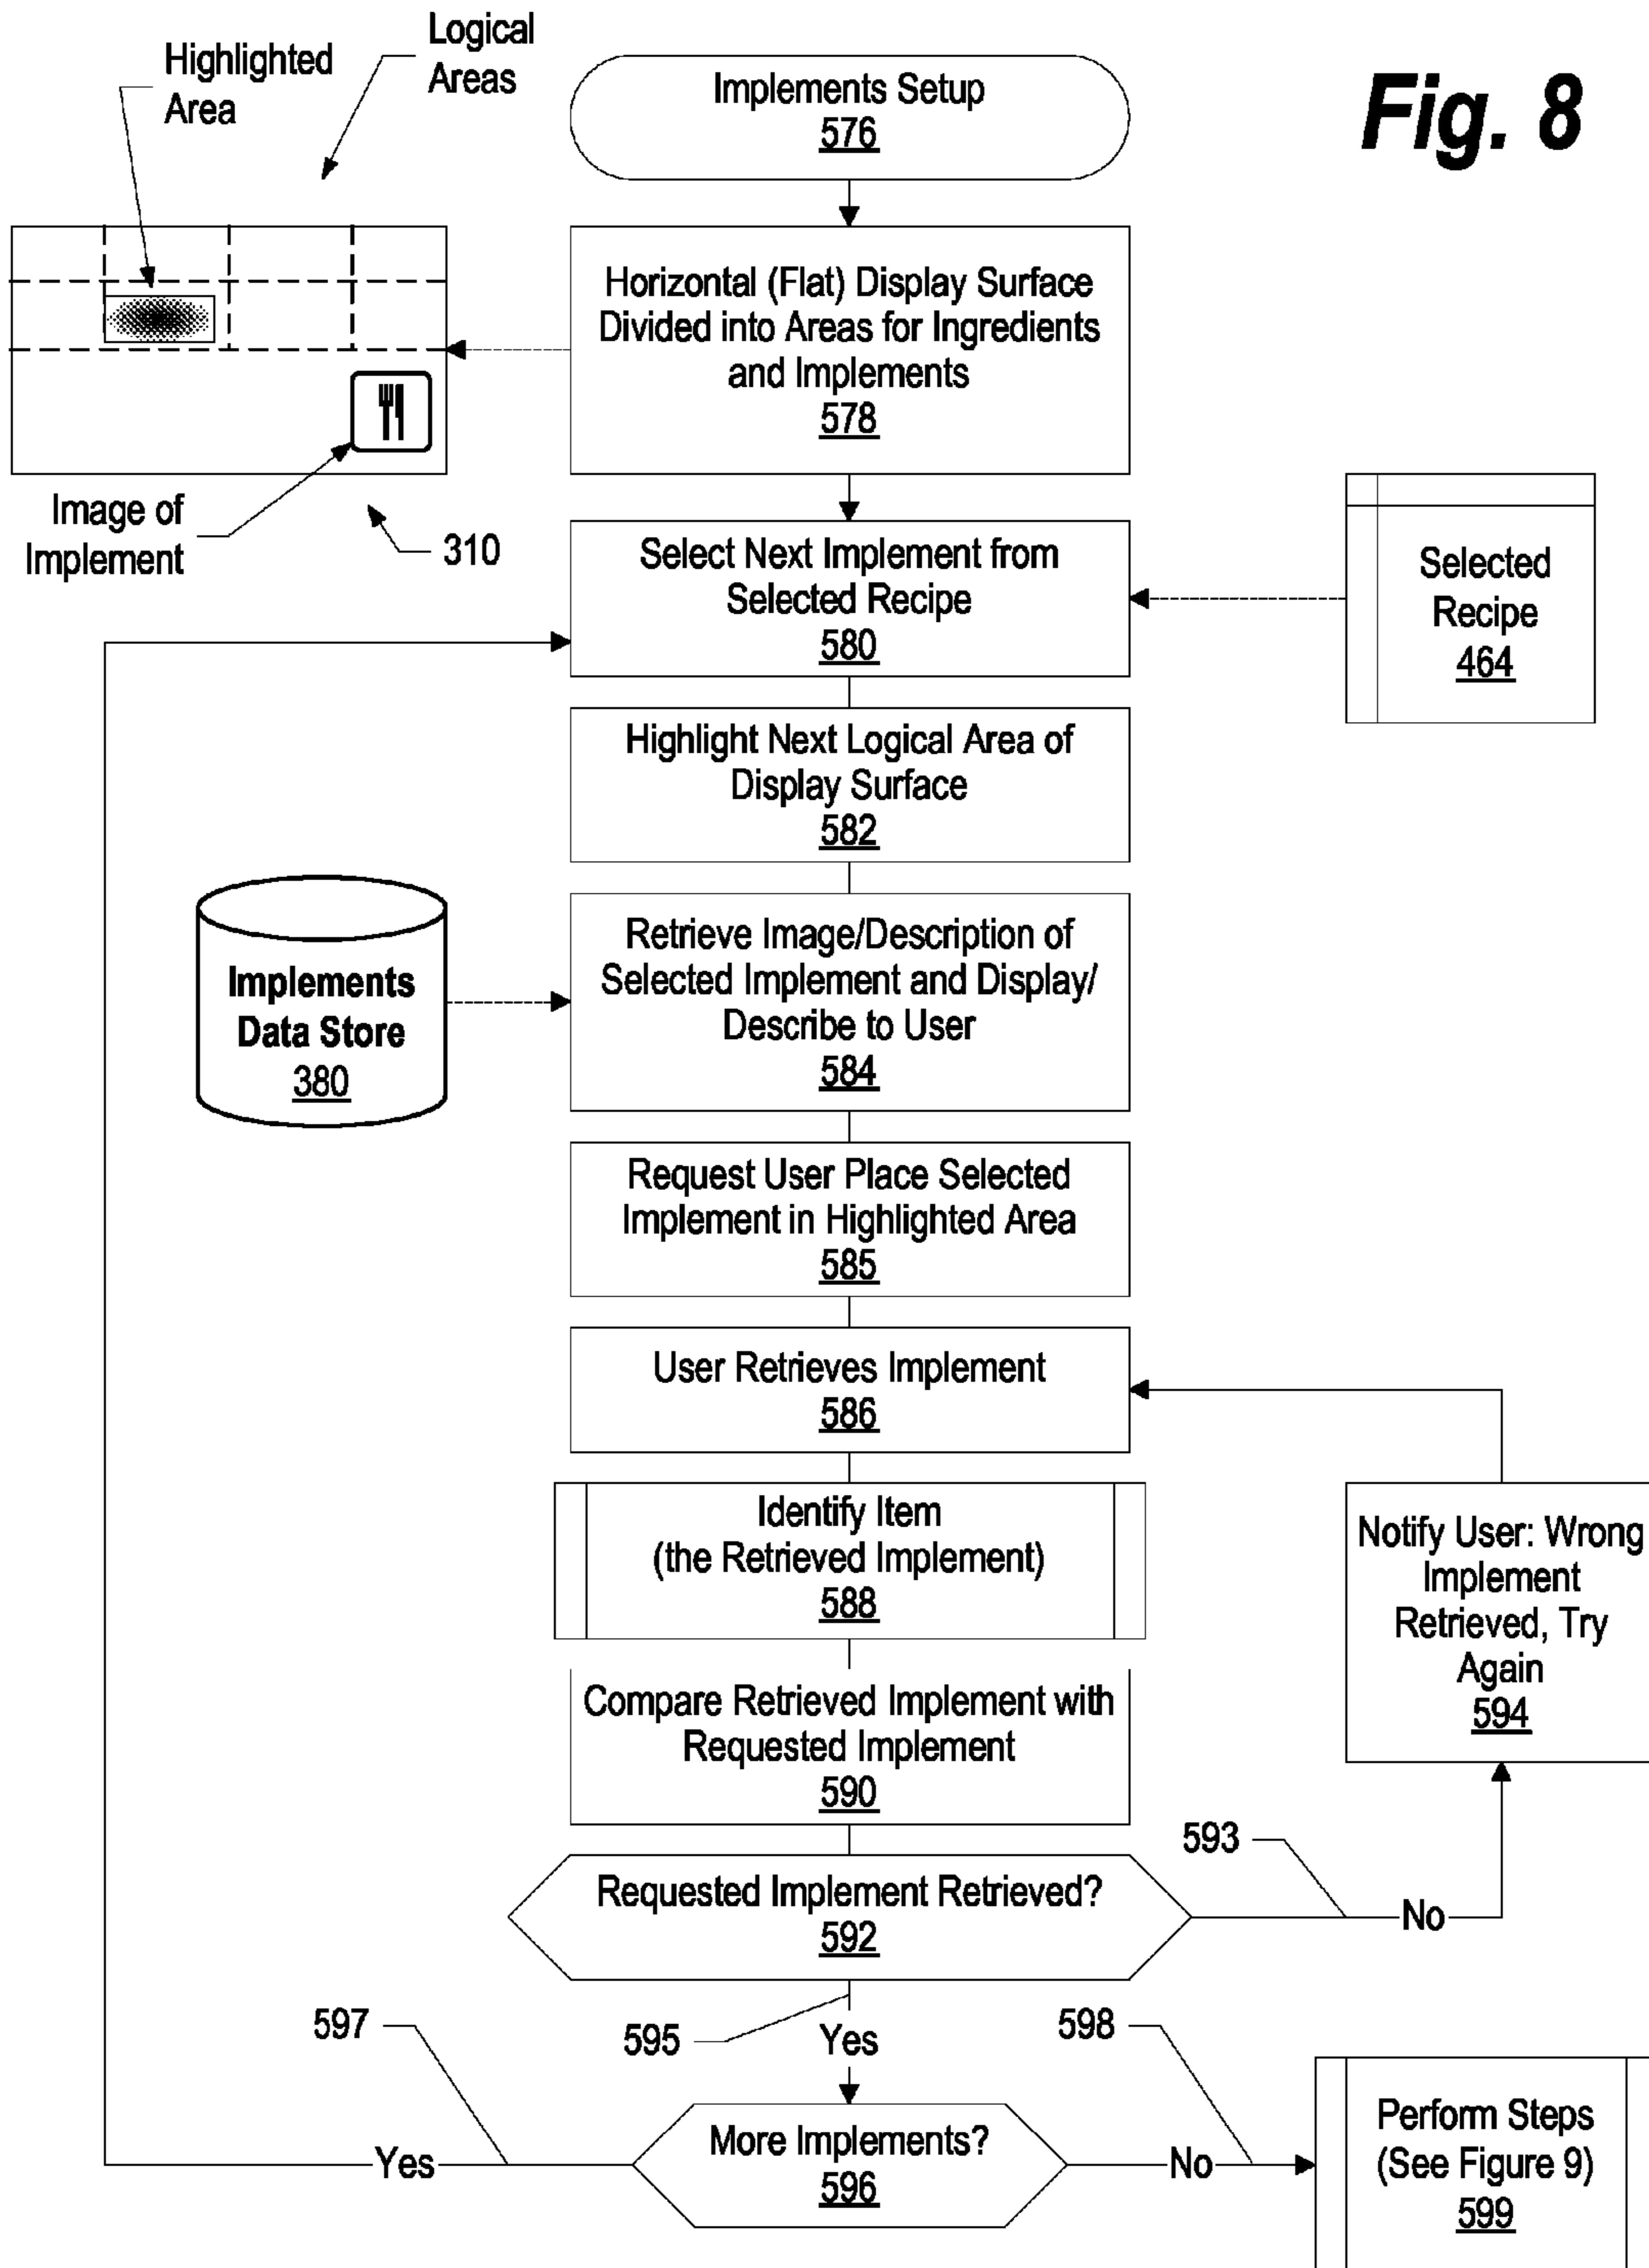 Fig. 8
Highlighted
Area
Logical
Areas
Implements Setup
576
Horizontal (Flat) Display Surface
Divided into Areas for Ingredients
and Implements
578
Image of
Implement
310
Select Next Implement from
Selected Recipe
580
Selected
Recipe
464
Highlight Next Logical Area of
Display Surface
582
Implements
Data Store
380
Retrieve Image/Description of
Selected Implement and Display/
Describe to User
584
Request User Place Selected
Implement in Highlighted Area
585
User Retrieves Implement
586
Identify Item
(the Retrieved Implement)
588
Notify User: Wrong
Implement
Retrieved, Try
Again
594
Compare Retrieved Implement with
Requested Implement
590
593
Requested Implement Retrieved?
592
No
597
595
Yes
598
Yes
More Implements?
596
No
Perform Steps
(See Figure 9)
599